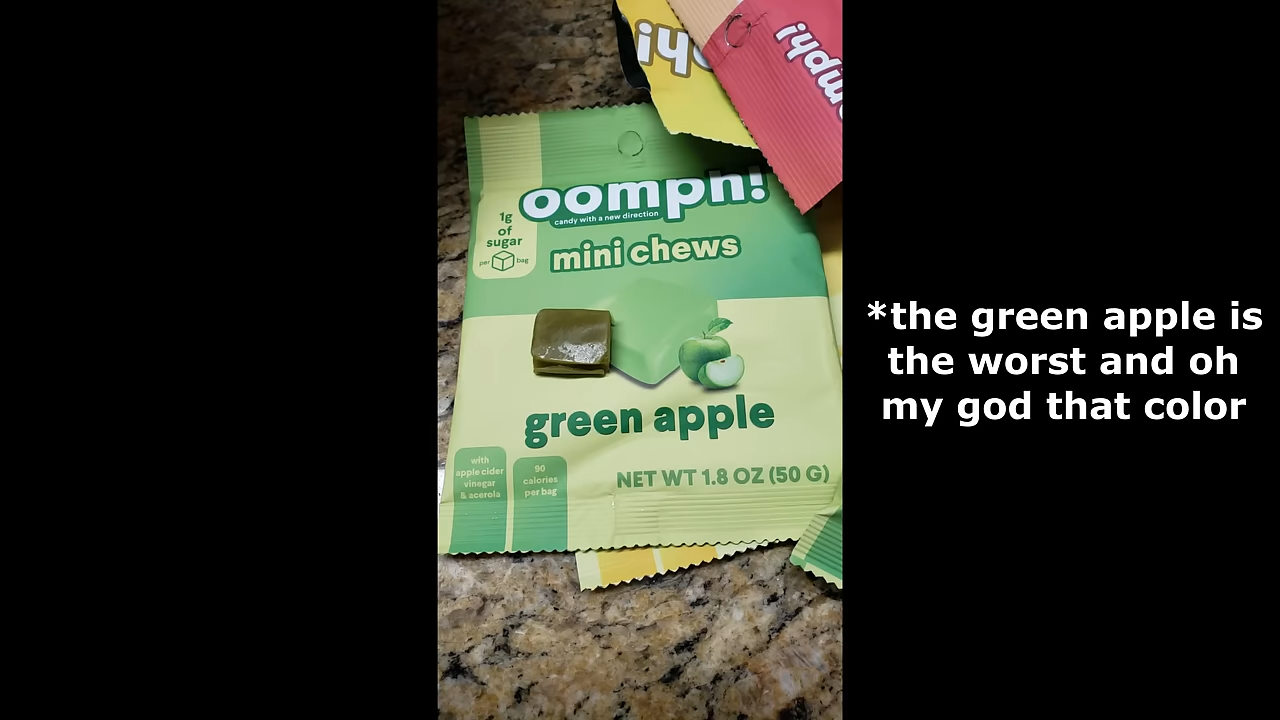 oomph!
candy with a new direction
mini chews
1g
of
sugar
per bag
green apple
with
apple cider
vinegar
& acerola
90
calories
per bag
NET WT 1.8 OZ (50 G)
*the green apple is
the worst and oh
my god that color